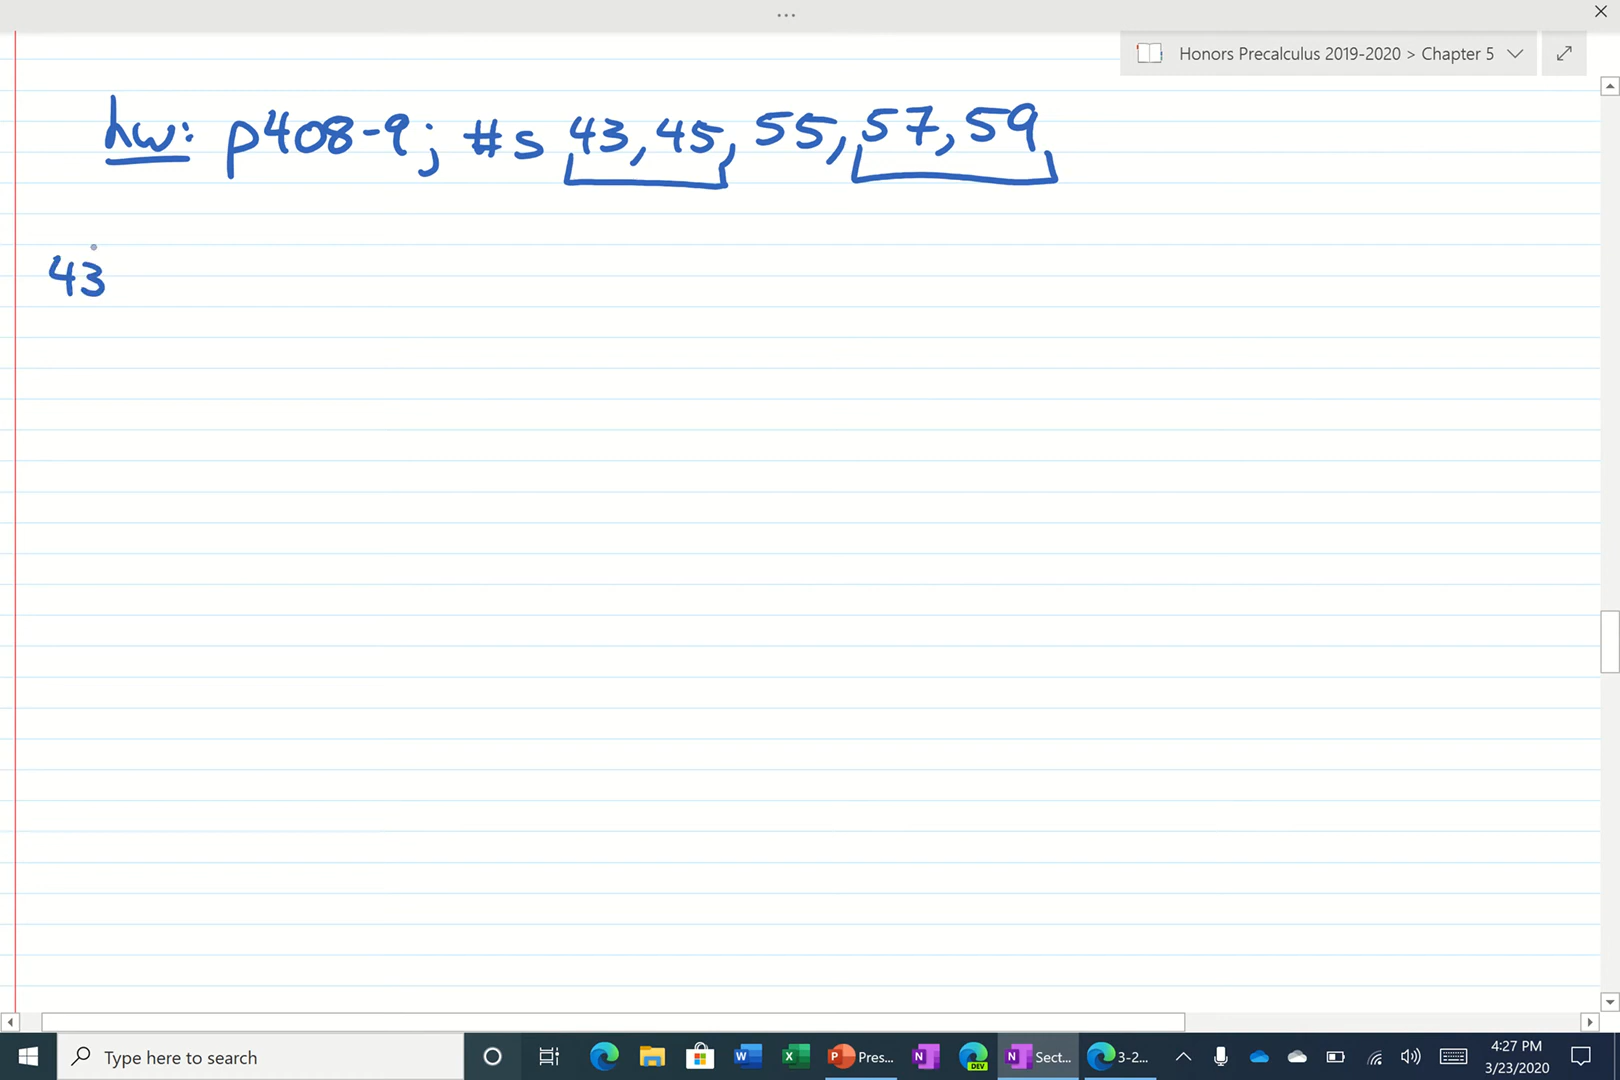 Honors Precalculus 2019-2020 > Chapter 5
hw: p408-9; #s 43, 45, 55, 57, 59
43
Type here to search
Pres...
Sect...
3-2...
4:27 PM
3/23/2020